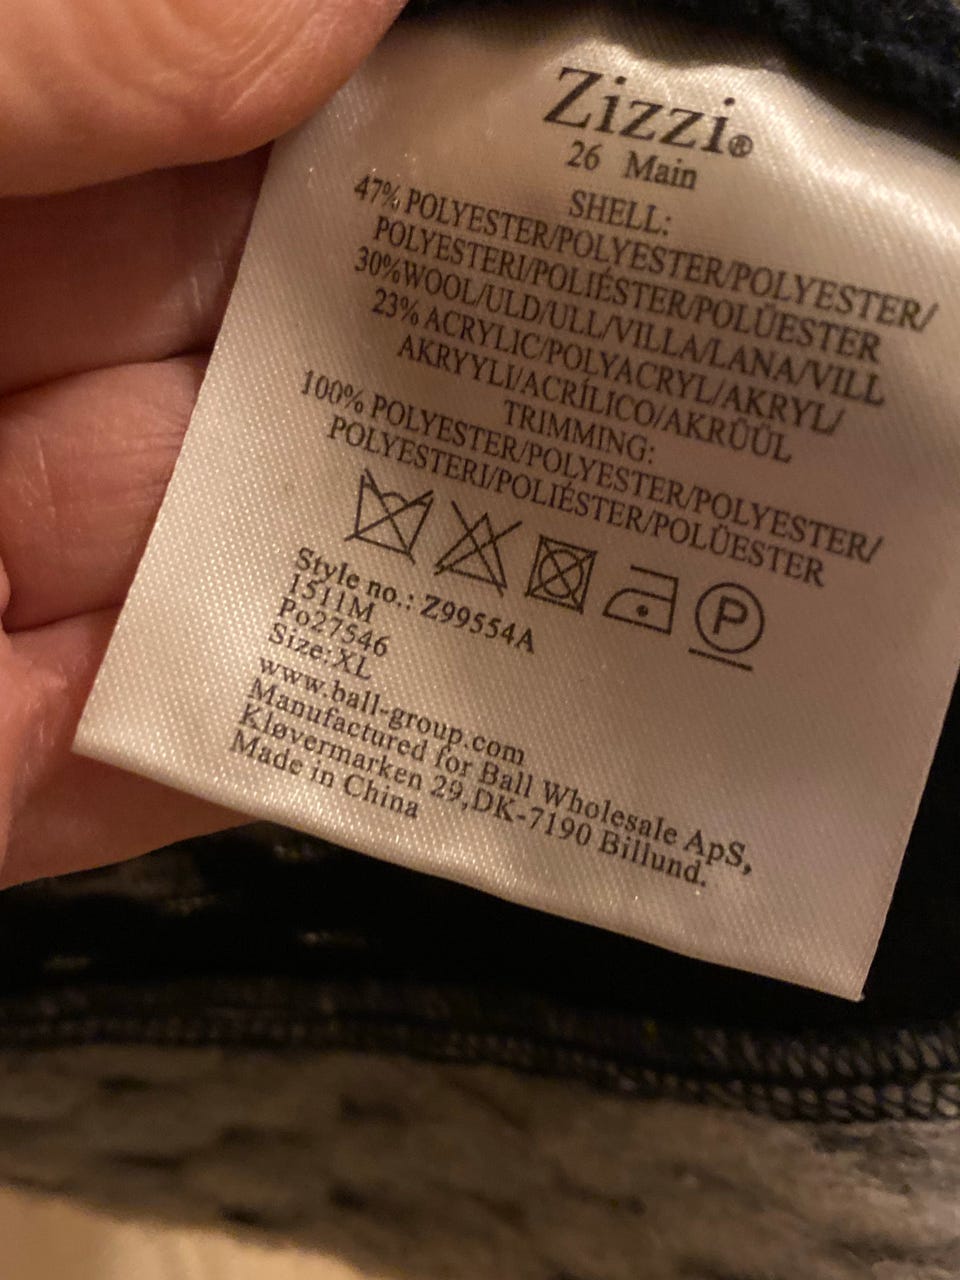 Zizzi®
26 Main
SHELL:
47% POLYESTER/POLYESTER/POLYESTER/
POLYESTERI/POLIÉSTER/POLÜESTER
30%WOOL/ULD/ULL/VILLA/LANA/VILL
23% ACRYLIC/POLYACRYL/AKRYL/
AKRYYLI/ACRÍLICO/AKRÜÜL
TRIMMING:
100% POLYESTER/POLYESTER/POLYESTER/
POLYESTERI/POLIÉSTER/POLÜESTER
P
Style no.: Z99554A
1511M
Po27546
Size:XL
www.ball-group.com
Manufactured for Ball Wholesale ApS,
Kløvermarken 29,DK-7190 Billund.
Made in China